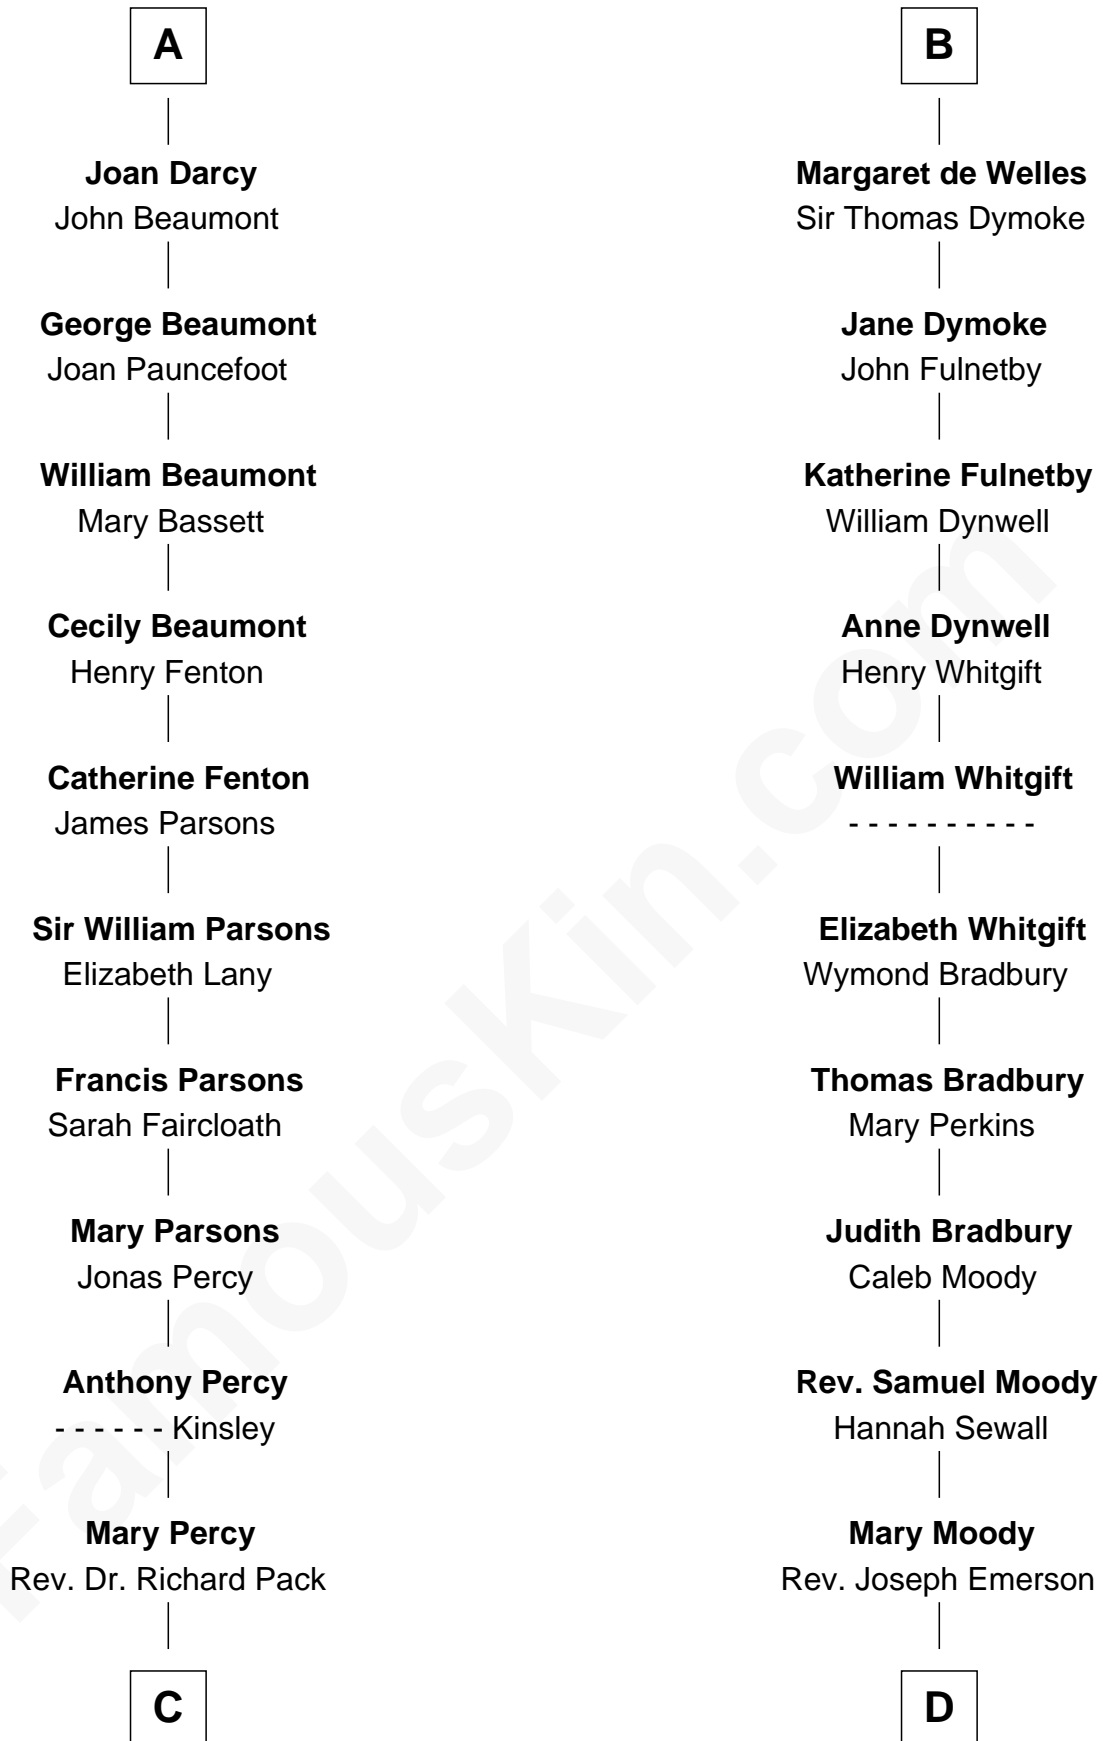 A
Joan Darcy
John Beaumont
George Beaumont
Joan Pauncefoot
William Beaumont
Mary Bassett
Cecily Beaumont
Henry Fenton
Catherine Fenton
James Parsons
Sir William Parsons
Elizabeth Lany
Francis Parsons
Sarah Faircloath
Mary Parsons
Jonas Percy
Anthony Percy
- - - - - - Kinsley
Mary Percy
Rev. Dr. Richard Pack
C
B
Margaret de Welles
Sir Thomas Dymoke
Jane Dymoke
John Fulnetby
Katherine Fulnetby
William Dynwell
Anne Dynwell
Henry Whitgift
William Whitgift
- - - - - - - - - -
Elizabeth Whitgift
Wymond Bradbury
Thomas Bradbury
Mary Perkins
Judith Bradbury
Caleb Moody
Rev. Samuel Moody
Hannah Sewall
Mary Moody
Rev. Joseph Emerson
D
FamousKin.com